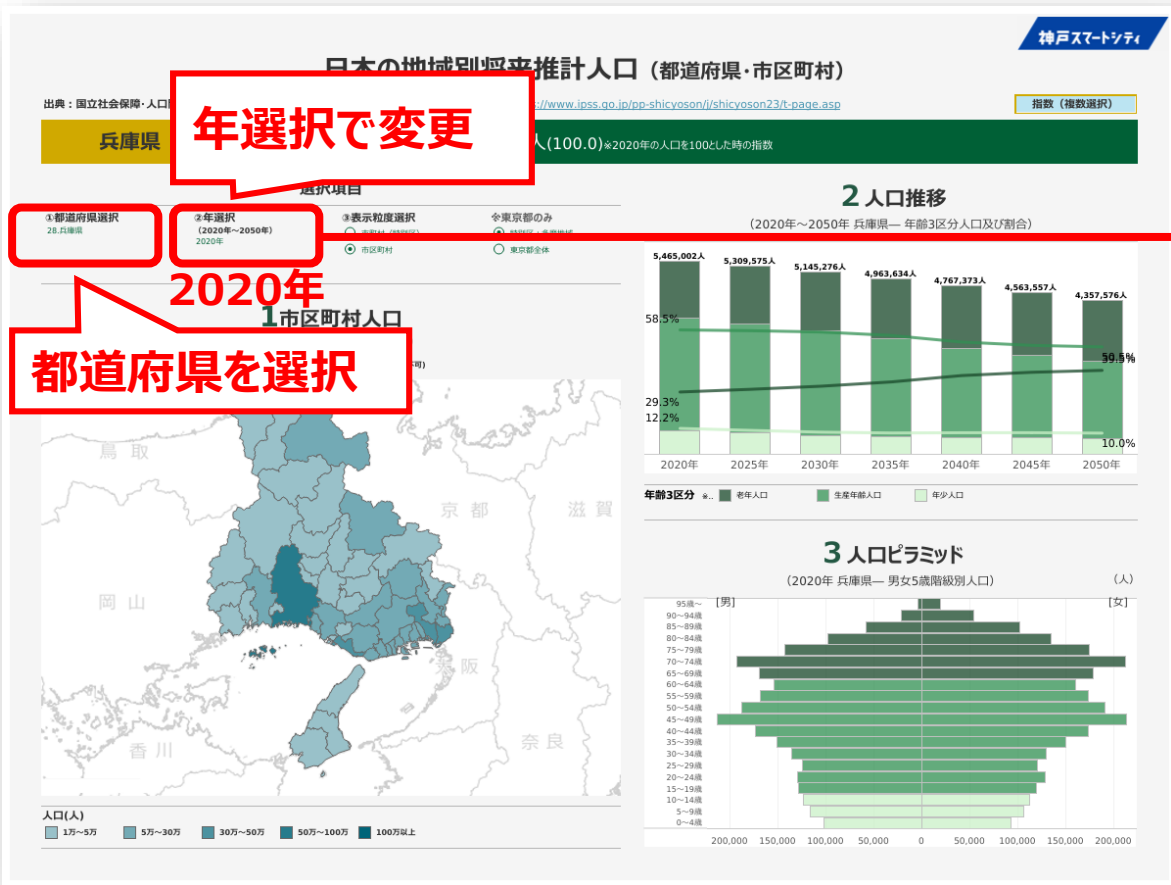 神戸スマートシティ
日本の地域別将来推計人口（都道府県・市区町村）
出典：国立社会保障・人口
://www.ipss.go.jp/pp-shicyoson/j/shicyoson23/t-page.asp
指数（複数選択）
年選択で変更
兵庫県
人(100.0)※2020年の人口を100とした時の指数
選択項目
①都道府県選択
28.兵庫県
②年選択
（2020年～2050年）
2020年
③表示粒度選択
市区町村
※東京都のみ
東京都全体
2020年
1市区町村人口
都道府県を選択
不可)
鳥取
京都
滋賀
岡山
阪
香川
奈良
人口(人)
1万～5万
5万～30万
30万～50万
50万～100万
100万以上
2 人口推移
（2020年～2050年 兵庫県― 年齢3区分人口及び割合）
5,465,002人
5,309,575人
5,145,276人
4,963,634人
4,767,373人
4,563,557人
4,357,576人
58.5%
50.5%
39.5%
29.3%
12.2%
10.0%
2020年
2025年
2030年
2035年
2040年
2045年
2050年
年齢3区分 ※..
老年人口
生産年齢人口
年少人口
3 人口ピラミッド
（2020年 兵庫県― 男女5歳階級別人口）
（人）
[男]
[女]
95歳～
90～94歳
85～89歳
80～84歳
75～79歳
70～74歳
65～69歳
60～64歳
55～59歳
50～54歳
45～49歳
40～44歳
35～39歳
30～34歳
25～29歳
20～24歳
15～19歳
10～14歳
5～9歳
0～4歳
200,000 150,000 100,000 50,000 0 50,000 100,000 150,000 200,000